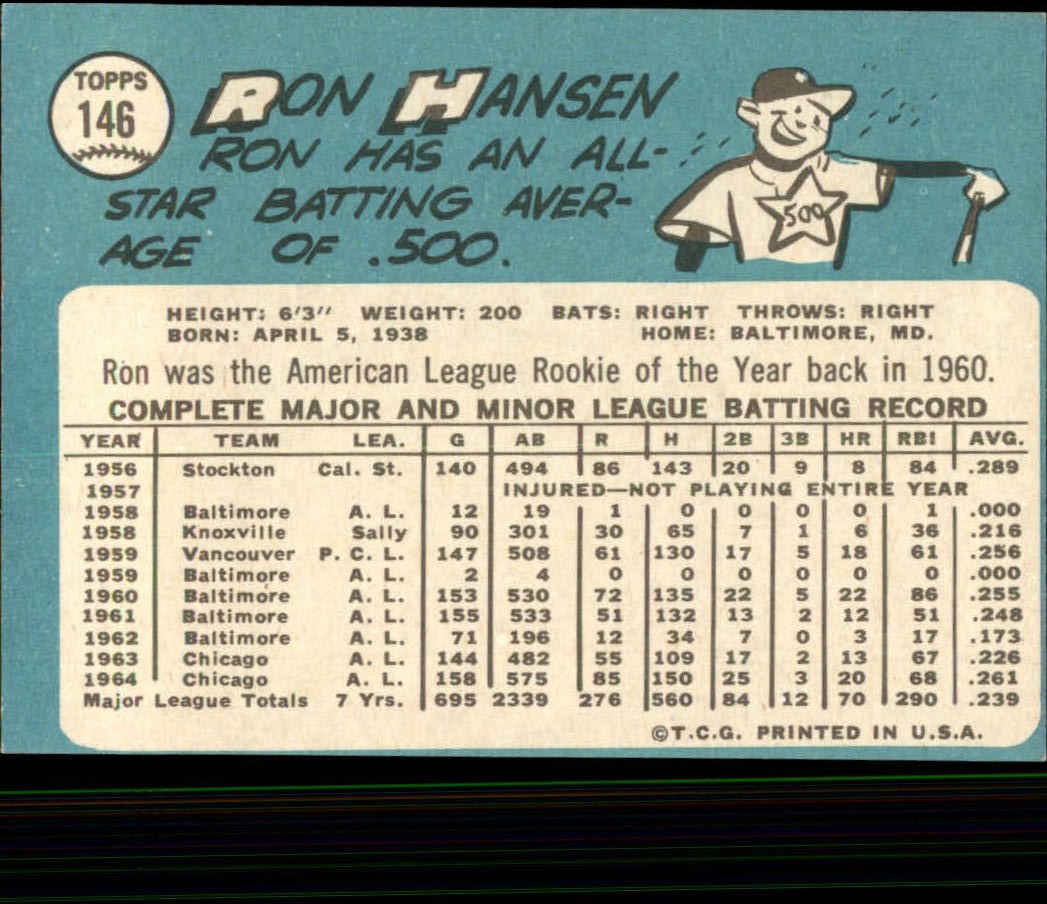 TOPPS
146
RON HANSEN
RON HAS AN ALL-
STAR BATTING AVER-
AGE OF .500.
500
HEIGHT: 6'3" WEIGHT: 200 BATS: RIGHT THROWS: RIGHT
BORN: APRIL 5, 1938 HOME: BALTIMORE, MD.
Ron was the American League Rookie of the Year back in 1960.
COMPLETE MAJOR AND MINOR LEAGUE BATTING RECORD
YEAR TEAM LEA. G AB R H 2B 3B HR RBI AVG.
1956 Stockton Cal. St. 140 494 86 143 20 9 8 84 .289
1957 INJURED—NOT PLAYING ENTIRE YEAR
1958 Baltimore A. L. 12 19 1 0 0 0 0 1 .000
1958 Knoxville Sally 90 301 30 65 7 1 6 36 .216
1959 Vancouver P. C. L. 147 508 61 130 17 5 18 61 .256
1959 Baltimore A. L. 2 4 0 0 0 0 0 0 .000
1960 Baltimore A. L. 153 530 72 135 22 5 22 86 .255
1961 Baltimore A. L. 155 533 51 132 13 2 12 51 .248
1962 Baltimore A. L. 71 196 12 34 7 0 3 17 .173
1963 Chicago A. L. 144 482 55 109 17 2 13 67 .226
1964 Chicago A. L. 158 575 85 150 25 3 20 68 .261
Major League Totals 7 Yrs. 695 2339 276 560 84 12 70 290 .239
©T.C.G. PRINTED IN U.S.A.